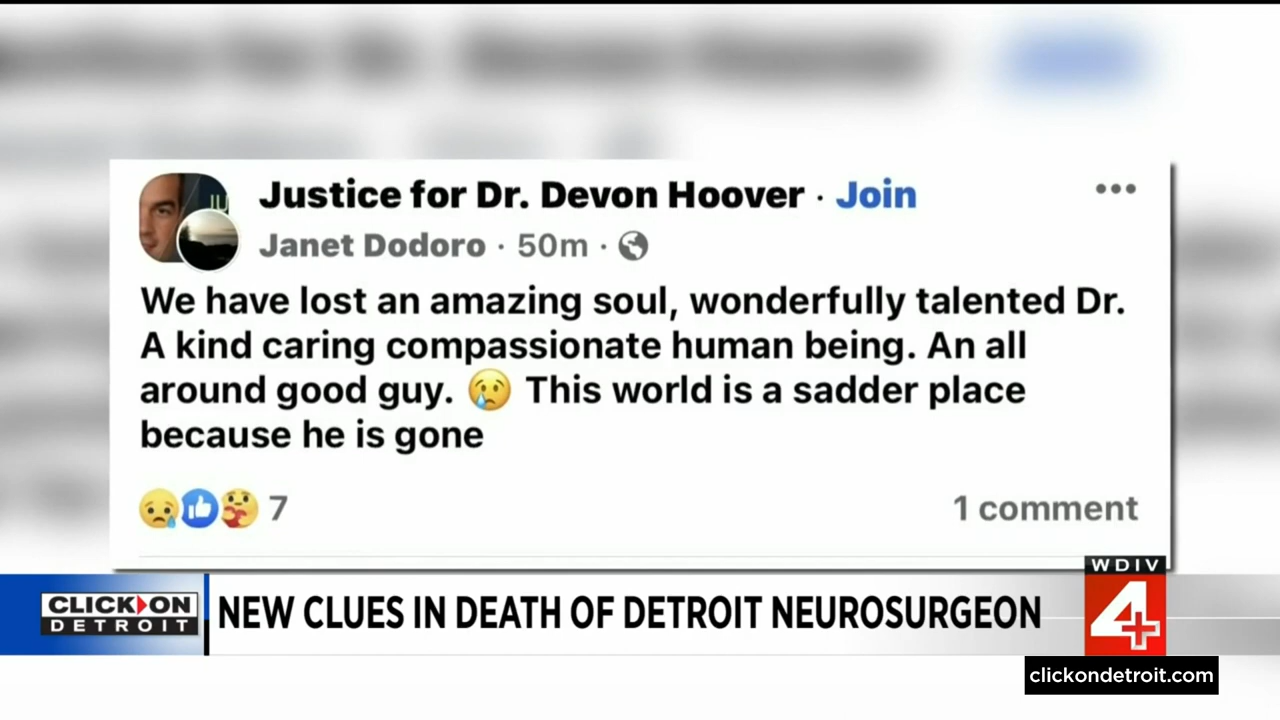 Justice for Dr. Devon Hoover · Join
Janet Dodoro · 50m ·
We have lost an amazing soul, wonderfully talented Dr.
A kind caring compassionate human being. An all
around good guy. 😢 This world is a sadder place
because he is gone
7
1 comment
WDIV
4
CLICK ON
DETROIT
NEW CLUES IN DEATH OF DETROIT NEUROSURGEON
clickondetroit.com